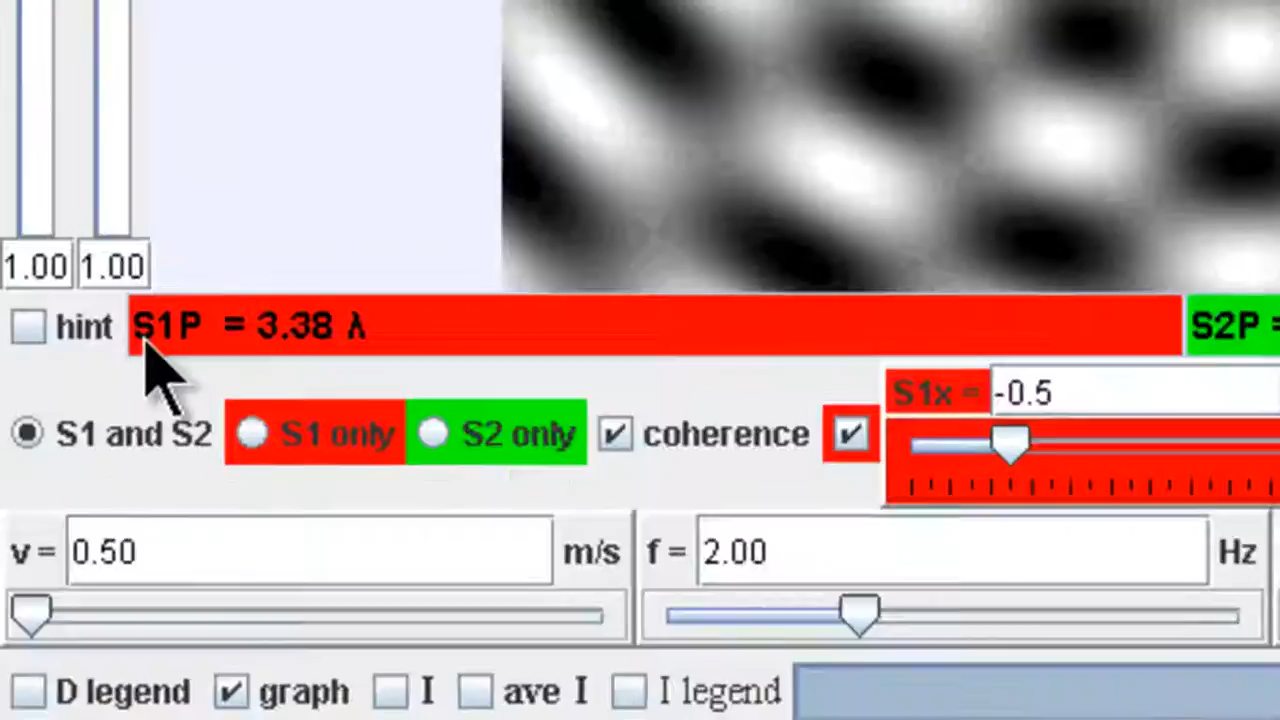 1.00 1.00
hint S1P = 3.38 λ S2P =
S1x = -0.5
S1 and S2 S1 only S2 only coherence
v = 0.50 m/s f = 2.00 Hz
D legend graph I ave I I legend